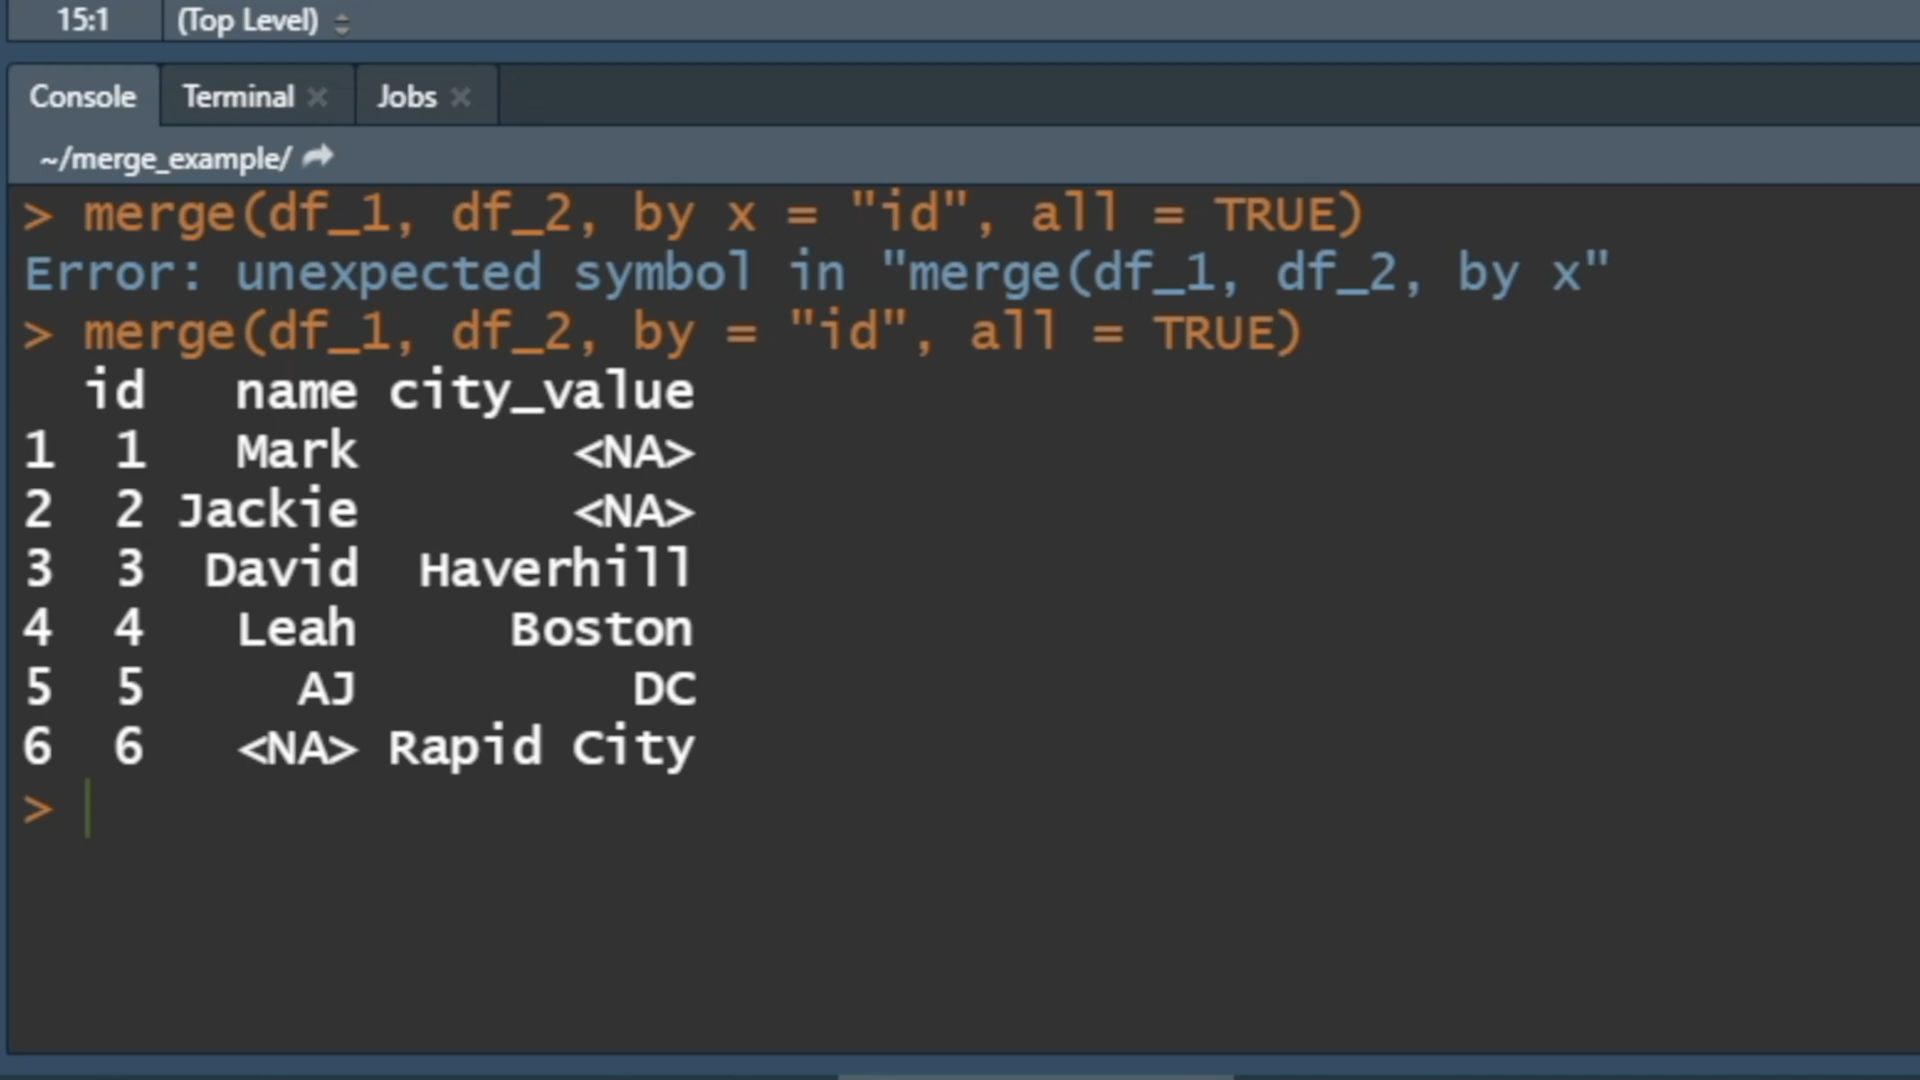 15:1 (Top Level)
Console Terminal Jobs
~/merge_example/
> merge(df_1, df_2, by x = "id", all = TRUE)
Error: unexpected symbol in "merge(df_1, df_2, by x"
> merge(df_1, df_2, by = "id", all = TRUE)
id name city_value
1 1 Mark <NA>
2 2 Jackie <NA>
3 3 David Haverhill
4 4 Leah Boston
5 5 AJ DC
6 6 <NA> Rapid City
>